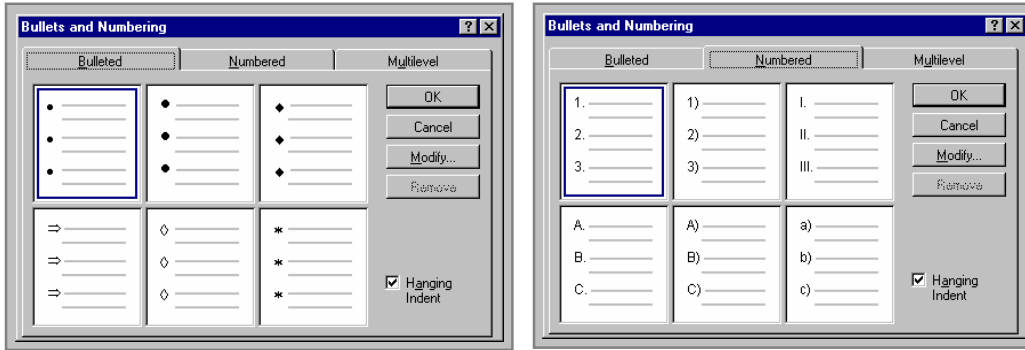 Bullets and Numbering
Bulleted Numbered Multilevel
OK
Cancel
Modify...
Remove
Hanging
Indent
Bullets and Numbering
Bulleted Numbered Multilevel
1. 1) I.
2. 2) II.
3. 3) III.
A. A) a)
B. B) b)
C. C) c)
OK
Cancel
Modify...
Remove
Hanging
Indent